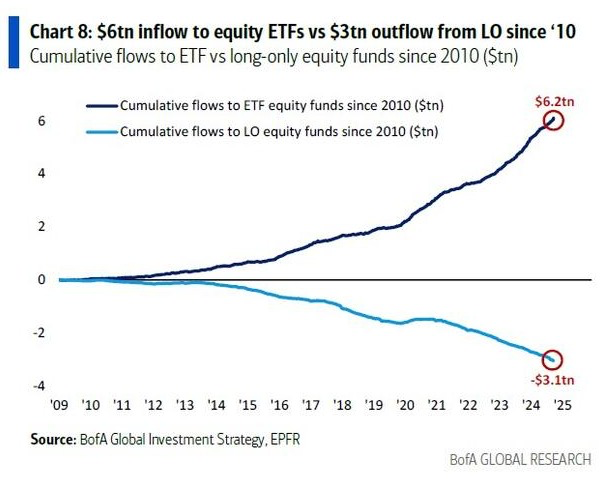 Chart 8: $6tn inflow to equity ETFs vs $3tn outflow from LO since ‘10
Cumulative flows to ETF vs long-only equity funds since 2010 ($tn)
Cumulative flows to ETF equity funds since 2010 ($tn)
Cumulative flows to LO equity funds since 2010 ($tn)
$6.2tn
6
4
2
0
-2
-4
-$3.1tn
'09 '10 '11 '12 '13 '14 '15 '16 '17 '18 '19 '20 '21 '22 '23 '24 '25
Source: BofA Global Investment Strategy, EPFR
BofA GLOBAL RESEARCH